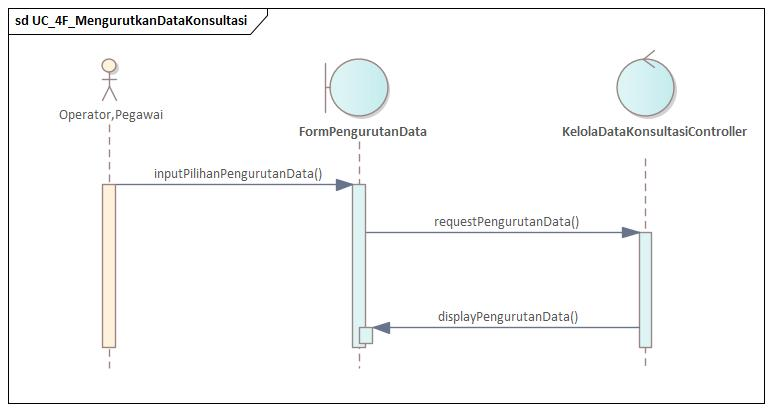 sd UC_4F_MengurutkanDataKonsultasi
Operator,Pegawai
FormPengurutanData
KelolaDataKonsultasiController
inputPilihanPengurutanData()
requestPengurutanData()
displayPengurutanData()